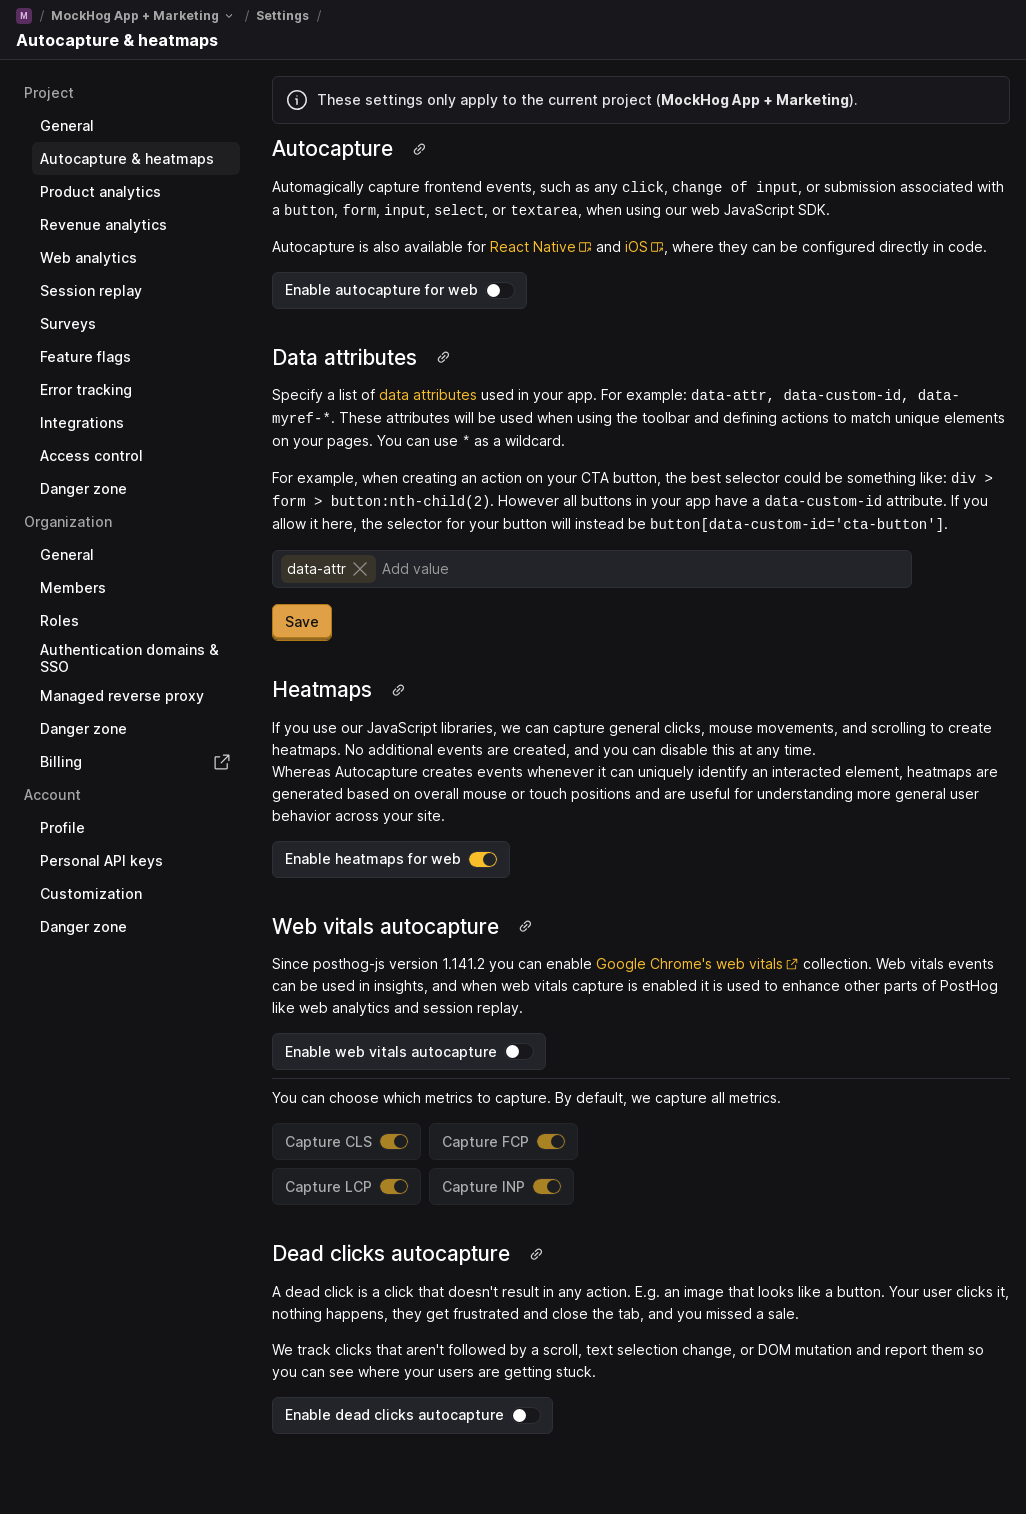 M / MockHog App + Marketing / Settings /
Autocapture & heatmaps
Project
General
Autocapture & heatmaps
Product analytics
Revenue analytics
Web analytics
Session replay
Surveys
Feature flags
Error tracking
Integrations
Access control
Danger zone
Organization
General
Members
Roles
Authentication domains &
SSO
Managed reverse proxy
Danger zone
Billing
Account
Profile
Personal API keys
Customization
Danger zone
These settings only apply to the current project (MockHog App + Marketing).
Autocapture
Automagically capture frontend events, such as any click, change of input, or submission associated with
a button, form, input, select, or textarea, when using our web JavaScript SDK.
Autocapture is also available for React Native and iOS, where they can be configured directly in code.
Enable autocapture for web
Data attributes
Specify a list of data attributes used in your app. For example: data-attr, data-custom-id, data-
myref-*. These attributes will be used when using the toolbar and defining actions to match unique elements
on your pages. You can use * as a wildcard.
For example, when creating an action on your CTA button, the best selector could be something like: div >
form > button:nth-child(2). However all buttons in your app have a data-custom-id attribute. If you
allow it here, the selector for your button will instead be button[data-custom-id='cta-button'].
data-attr Add value
Save
Heatmaps
If you use our JavaScript libraries, we can capture general clicks, mouse movements, and scrolling to create
heatmaps. No additional events are created, and you can disable this at any time.
Whereas Autocapture creates events whenever it can uniquely identify an interacted element, heatmaps are
generated based on overall mouse or touch positions and are useful for understanding more general user
behavior across your site.
Enable heatmaps for web
Web vitals autocapture
Since posthog-js version 1.141.2 you can enable Google Chrome's web vitals collection. Web vitals events
can be used in insights, and when web vitals capture is enabled it is used to enhance other parts of PostHog
like web analytics and session replay.
Enable web vitals autocapture
You can choose which metrics to capture. By default, we capture all metrics.
Capture CLS Capture FCP
Capture LCP Capture INP
Dead clicks autocapture
A dead click is a click that doesn't result in any action. E.g. an image that looks like a button. Your user clicks it,
nothing happens, they get frustrated and close the tab, and you missed a sale.
We track clicks that aren't followed by a scroll, text selection change, or DOM mutation and report them so
you can see where your users are getting stuck.
Enable dead clicks autocapture